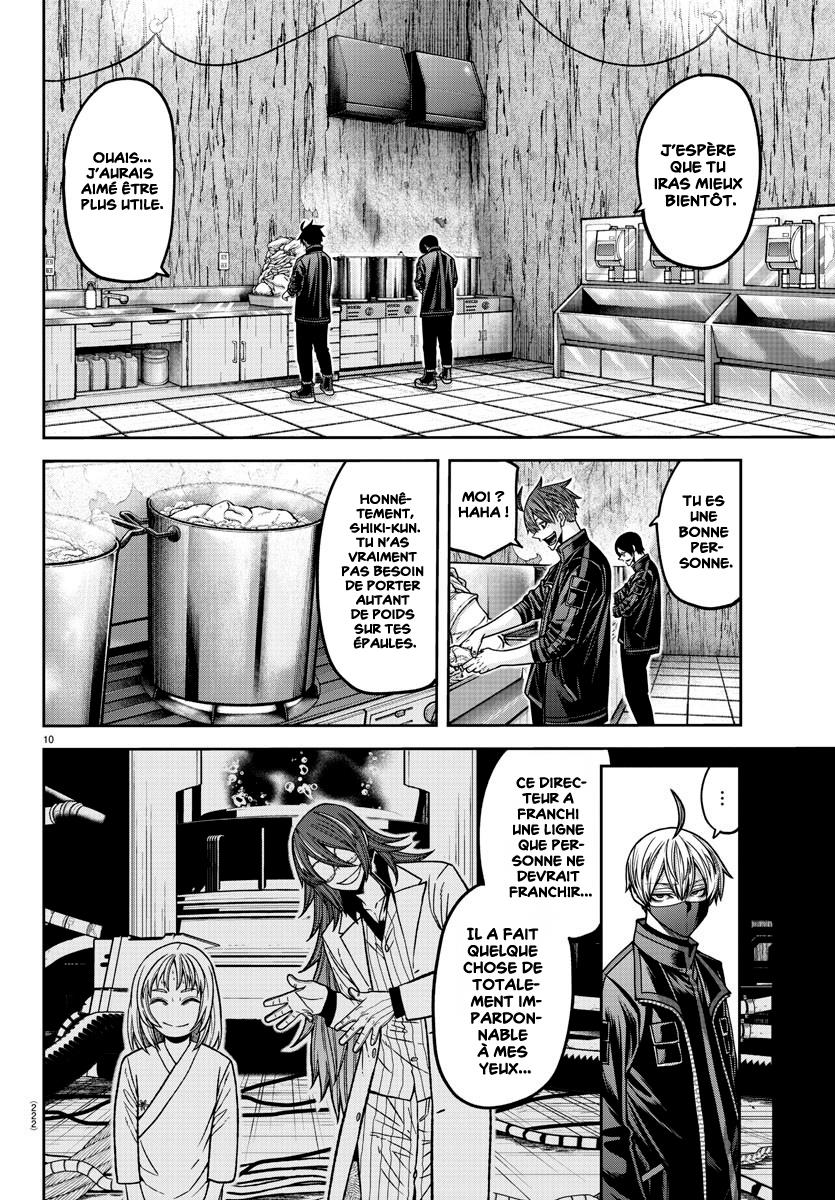 J'ESPÈRE
QUE TU
IRAS MIEUX
BIENTÔT.
OUAIS...
J'AURAIS
AIMÉ ÊTRE
PLUS UTILE.
TU ES
UNE
BONNE
PER-
SONNE.
MOI ?
HAHA !
HONNÊ-
TEMENT,
SHIKI-KUN.
TU N'AS
VRAIMENT
PAS BESOIN
DE PORTER
AUTANT
DE POIDS
SUR TES
ÉPAULES.
10
...
CE DIREC-
TEUR A
FRANCHI
UNE LIGNE
QUE PER-
SONNE NE
DEVRAIT
FRANCHIR...
IL A FAIT
QUELQUE
CHOSE DE
TOTALE-
MENT IM-
PARDON-
NABLE
À MES
YEUX...
(222)